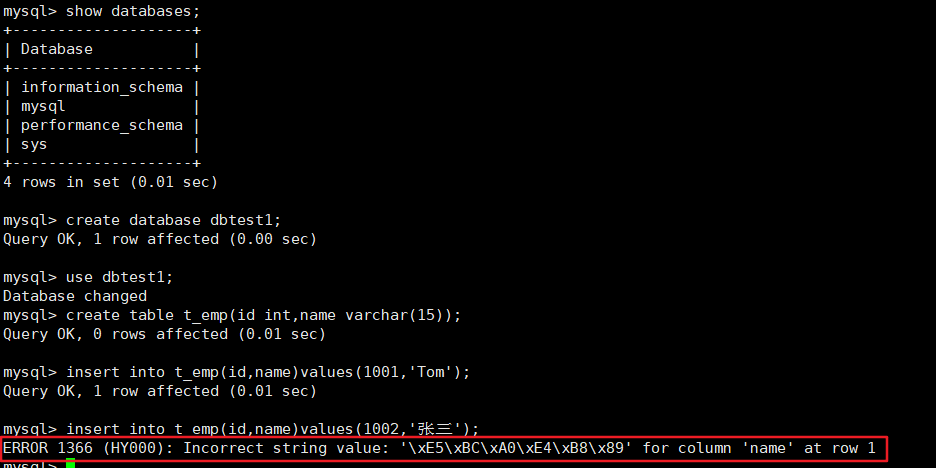 mysql> show databases;
+--------------------+
| Database           |
+--------------------+
| information_schema |
| mysql              |
| performance_schema |
| sys                |
+--------------------+
4 rows in set (0.01 sec)
mysql> create database dbtest1;
Query OK, 1 row affected (0.00 sec)
mysql> use dbtest1;
Database changed
mysql> create table t_emp(id int,name varchar(15));
Query OK, 0 rows affected (0.01 sec)
mysql> insert into t_emp(id,name)values(1001,'Tom');
Query OK, 1 row affected (0.01 sec)
mysql> insert into t_emp(id,name)values(1002,'张三');
ERROR 1366 (HY000): Incorrect string value: '\xE5\xBC\xA0\xE4\xB8\x89' for column 'name' at row 1
mysql>